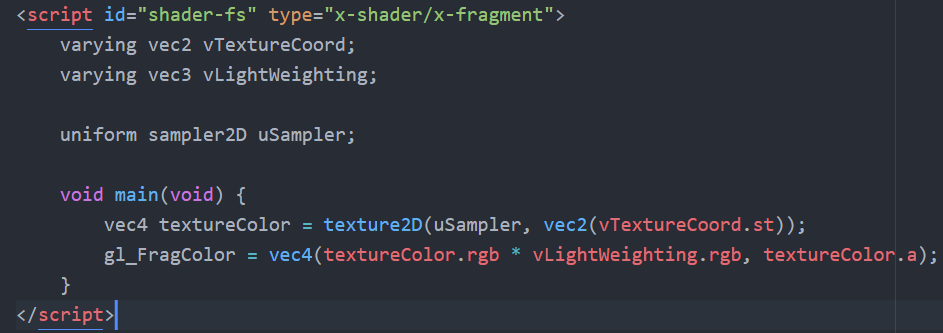 <script id="shader-fs" type="x-shader/x-fragment">
    varying vec2 vTextureCoord;
    varying vec3 vLightWeighting;

    uniform sampler2D uSampler;

    void main(void) {
        vec4 textureColor = texture2D(uSampler, vec2(vTextureCoord.st));
        gl_FragColor = vec4(textureColor.rgb * vLightWeighting.rgb, textureColor.a);
    }
</script>